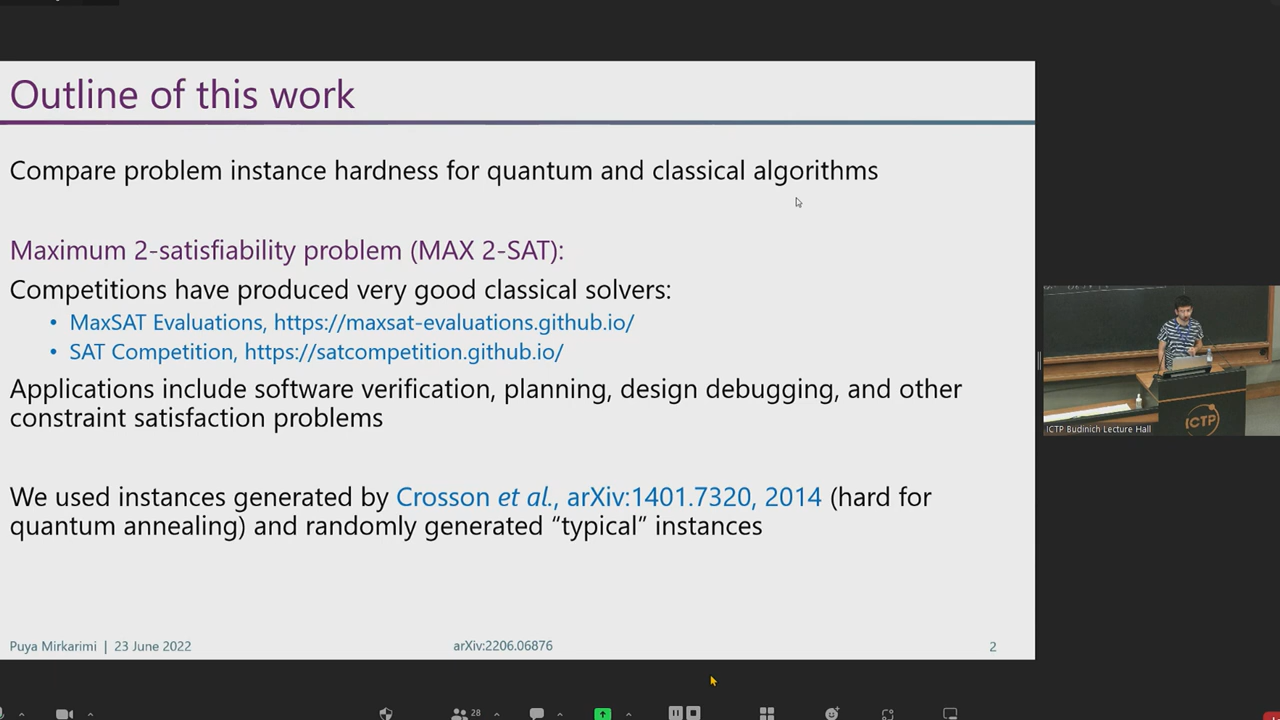 Outline of this work
Compare problem instance hardness for quantum and classical algorithms
Maximum 2-satisfiability problem (MAX 2-SAT):
Competitions have produced very good classical solvers:
• MaxSAT Evaluations, https://maxsat-evaluations.github.io/
• SAT Competition, https://satcompetition.github.io/
Applications include software verification, planning, design debugging, and other
constraint satisfaction problems
We used instances generated by Crosson et al., arXiv:1401.7320, 2014 (hard for
quantum annealing) and randomly generated “typical” instances
Puya Mirkarimi | 23 June 2022
arXiv:2206.06876
2
ICTP
ICTP Budinich Lecture Hall
28